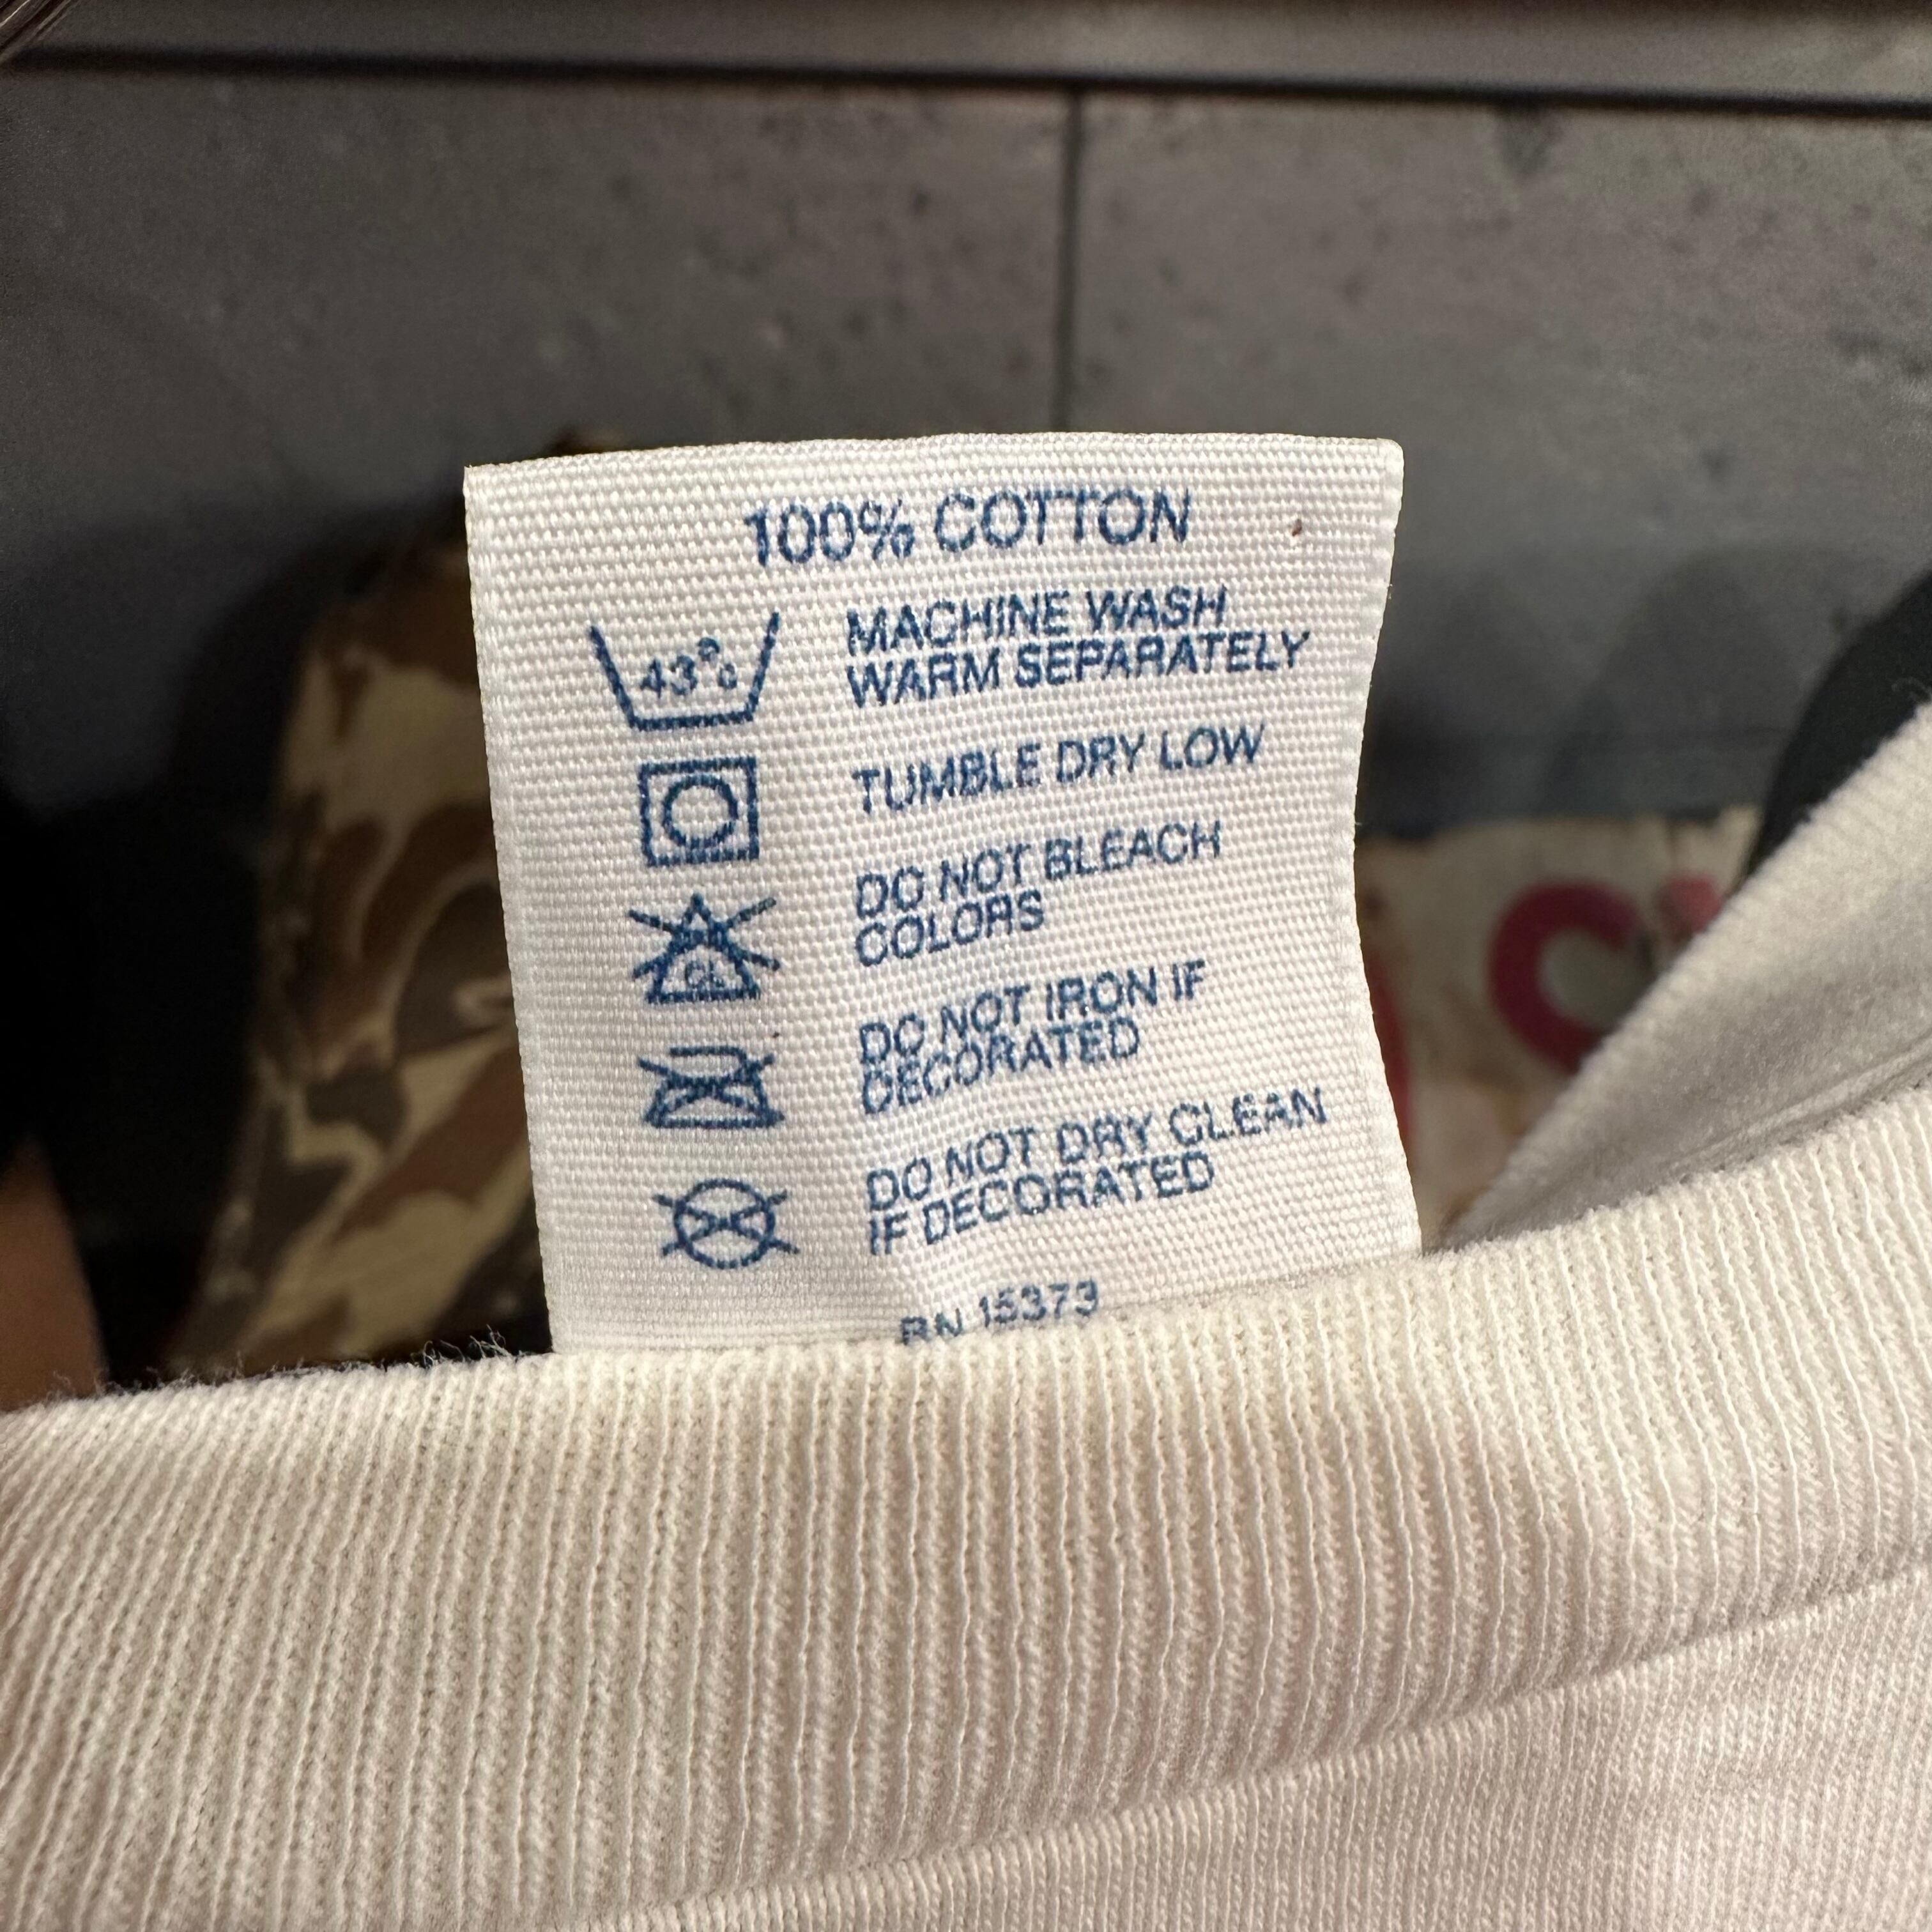 100% COTTON
43°C
MACHINE WASH
WARM SEPARATELY
TUMBLE DRY LOW
CL
DO NOT BLEACH
COLORS
DO NOT IRON IF
DECORATED
DO NOT DRY CLEAN
IF DECORATED
RN 15373